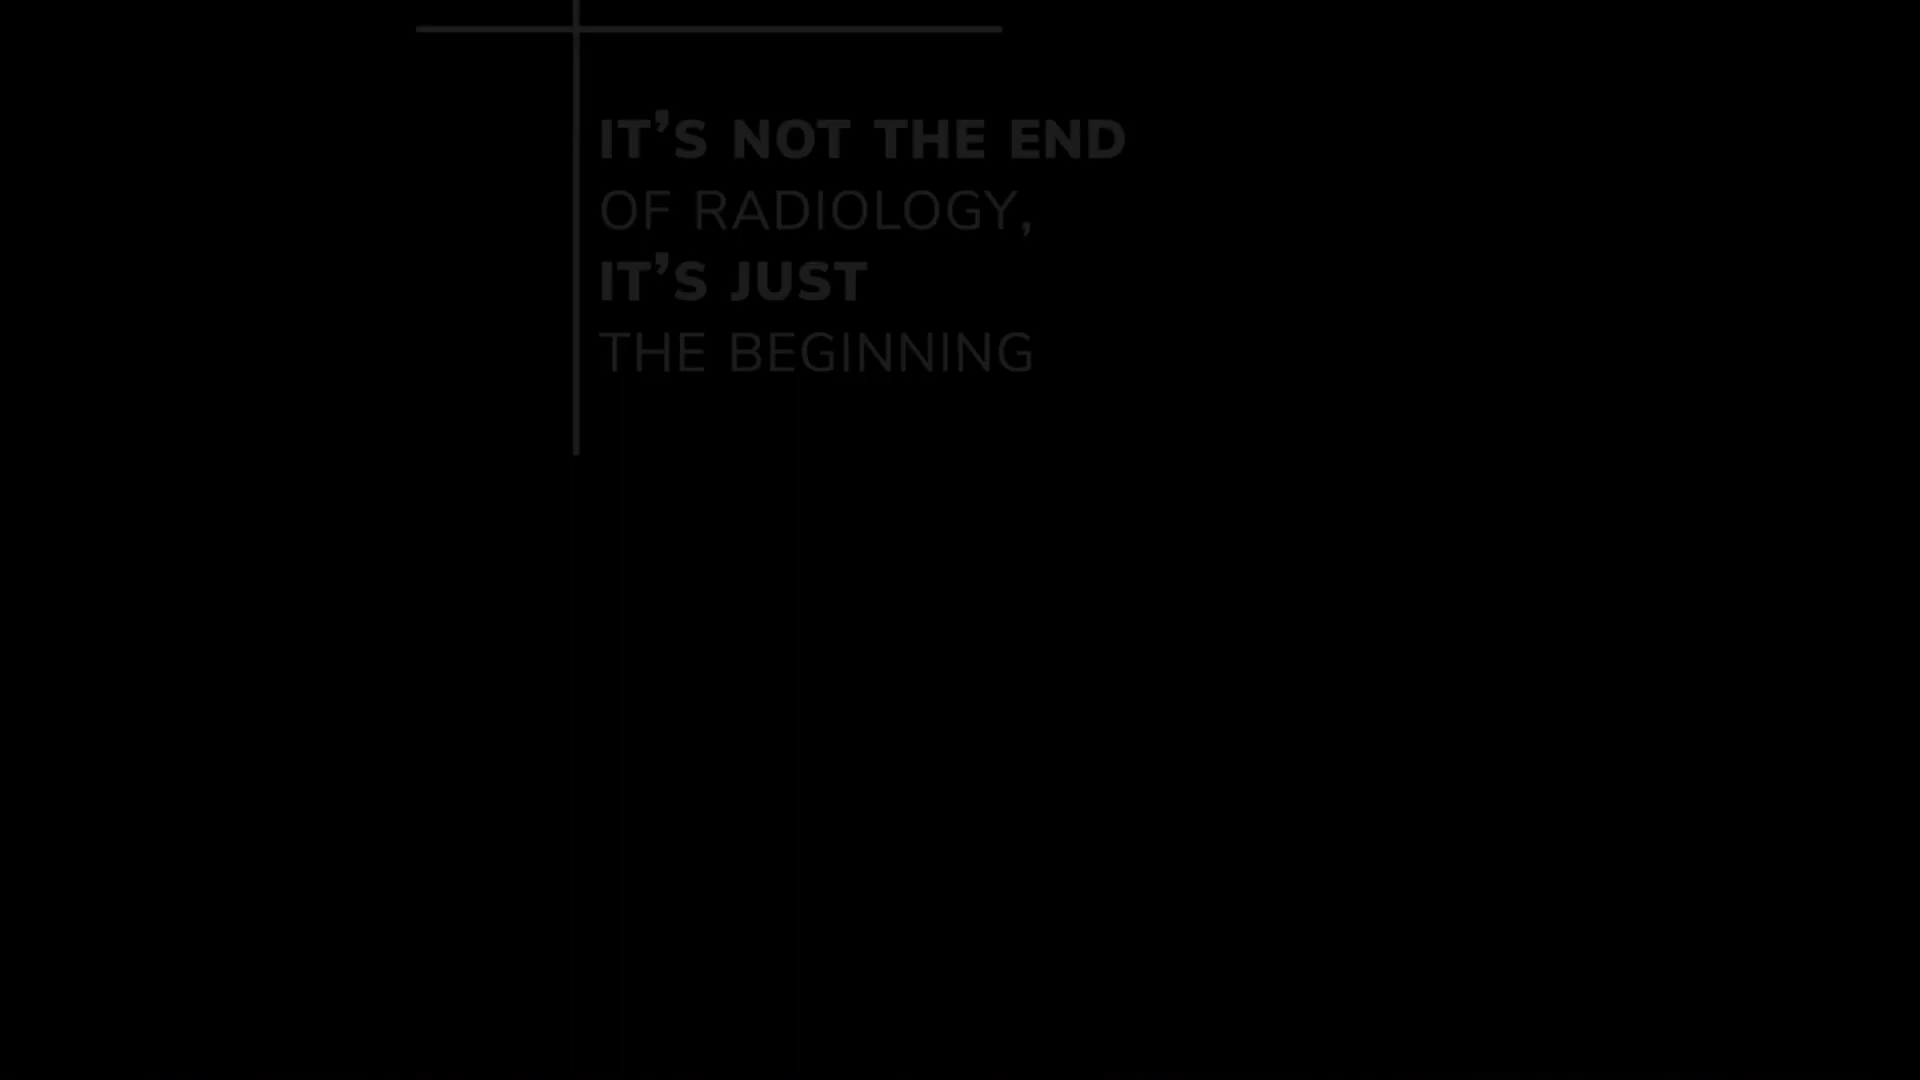 IT’S NOT THE END
OF RADIOLOGY,
IT’S JUST
THE BEGINNING